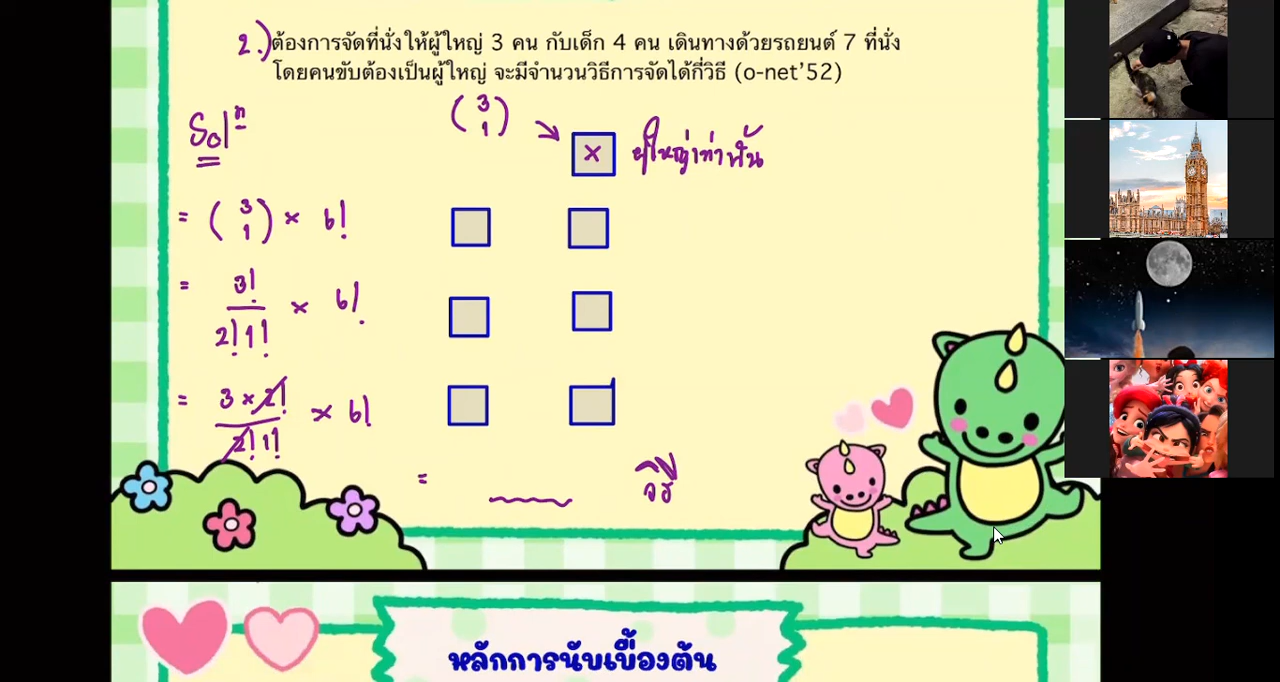 2.) ต้องการจัดที่นั่งให้ผู้ใหญ่ 3 คน กับเด็ก 4 คน เดินทางด้วยรถยนต์ 7 ที่นั่ง
โดยคนขับต้องเป็นผู้ใหญ่ จะมีจำนวนวิธีการจัดได้กี่วิธี (o-net’52)
Solⁿ
(3 1)
x ผู้ใหญ่เท่านั้น
= (3 1) × 6!
= 3!/2!1! × 6!
= 3 × 2!/2!1! × 6!
= วิธี
หลักการนับเบื้องต้น